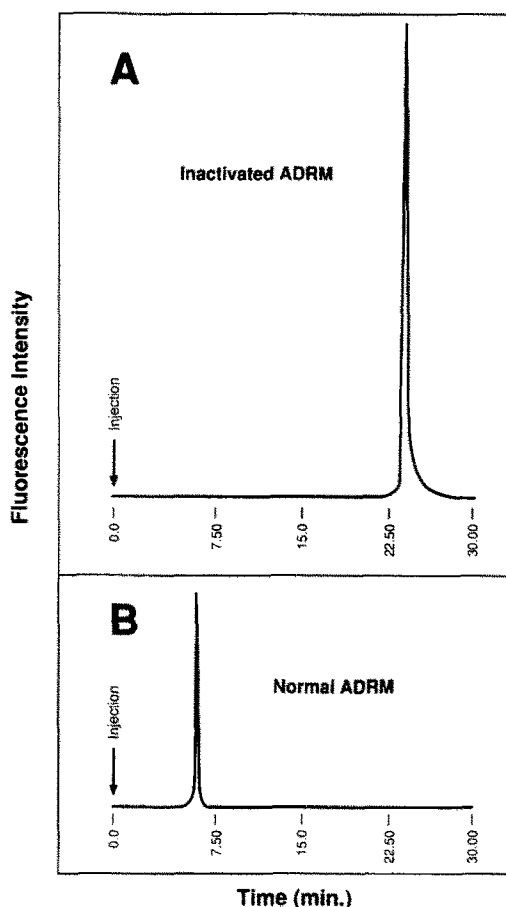 A
Inactivated ADRM
Fluorescence Intensity
Injection
0.0
7.50
15.0
22.50
30.00
B
Normal ADRM
Injection
0.0
7.50
15.0
22.50
30.00
Time (min.)